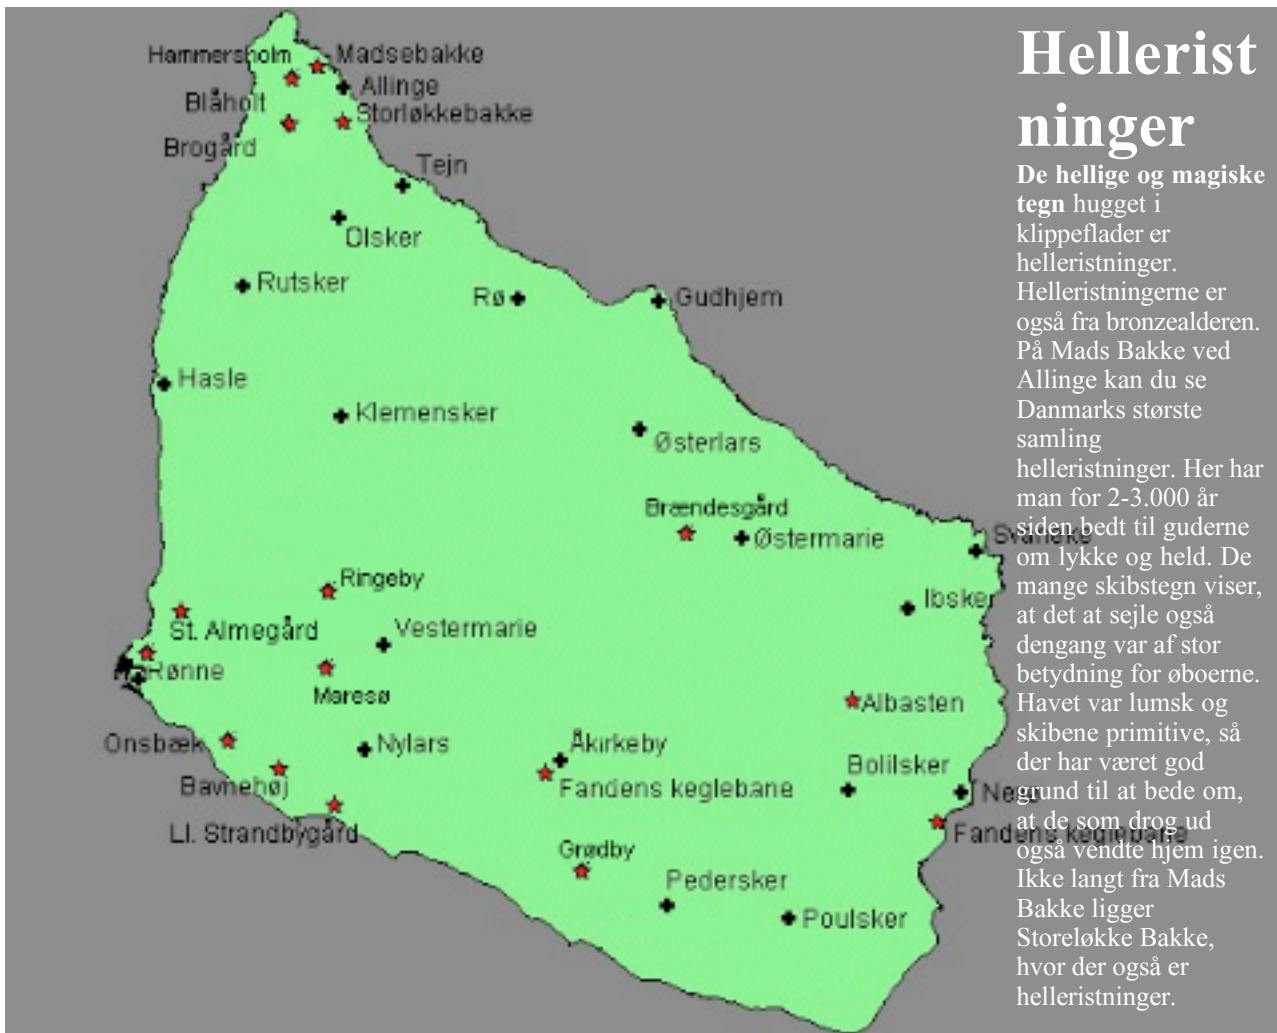 Hammersholm
Madsebakke
Allinge
Blåholt
Storløkkebakke
Brogård
Tejn
Olsker
Rutsker
Rø
Gudhjem
Hasle
Klemensker
Østerlars
Brændesgård
Østermarie
Svaneke
Ringeby
Ibsker
St. Almegård
Vestermarie
Rønne
Maresø
Albasten
Onsbæk
Nylars
Åkirkeby
Bavnehøj
Bolilsker
Fandens keglebane
Nexø
Ll. Strandbygård
Fandens keglebane
Grødby
Pedersker
Poulsker
Hellerist
ninger
De hellige og magiske
tegn hugget i
klippeflader er
helleristninger.
Helleristningerne er
også fra bronzealderen.
På Mads Bakke ved
Allinge kan du se
Danmarks største
samling
helleristninger. Her har
man for 2-3.000 år
siden bedt til guderne
om lykke og held. De
mange skibstegn viser,
at det at sejle også
dengang var af stor
betydning for øboerne.
Havet var lumsk og
skibene primitive, så
der har været god
grund til at bede om,
at de som drog ud
også vendte hjem igen.
Ikke langt fra Mads
Bakke ligger
Storeløkke Bakke,
hvor der også er
helleristninger.